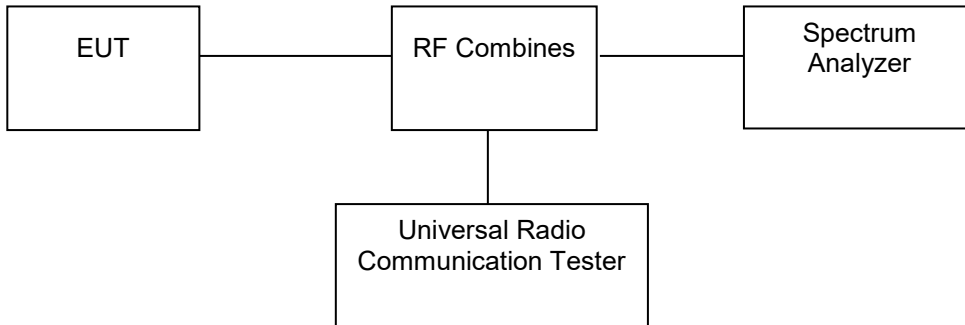 EUT
RF Combines
Spectrum
Analyzer
Universal Radio
Communication Tester